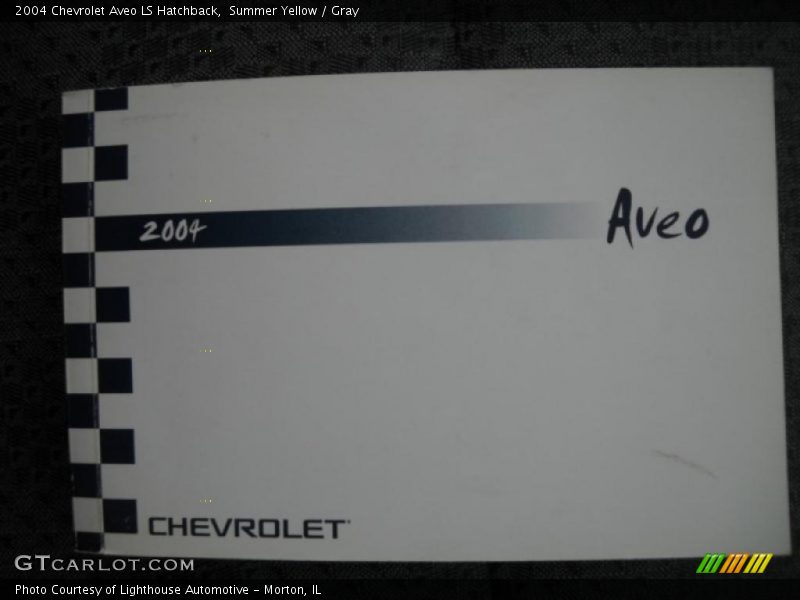 2004 Chevrolet Aveo LS Hatchback,  Summer Yellow / Gray
2004
Aveo
CHEVROLET
GTCARLOT.COM
Photo Courtesy of Lighthouse Automotive - Morton, IL